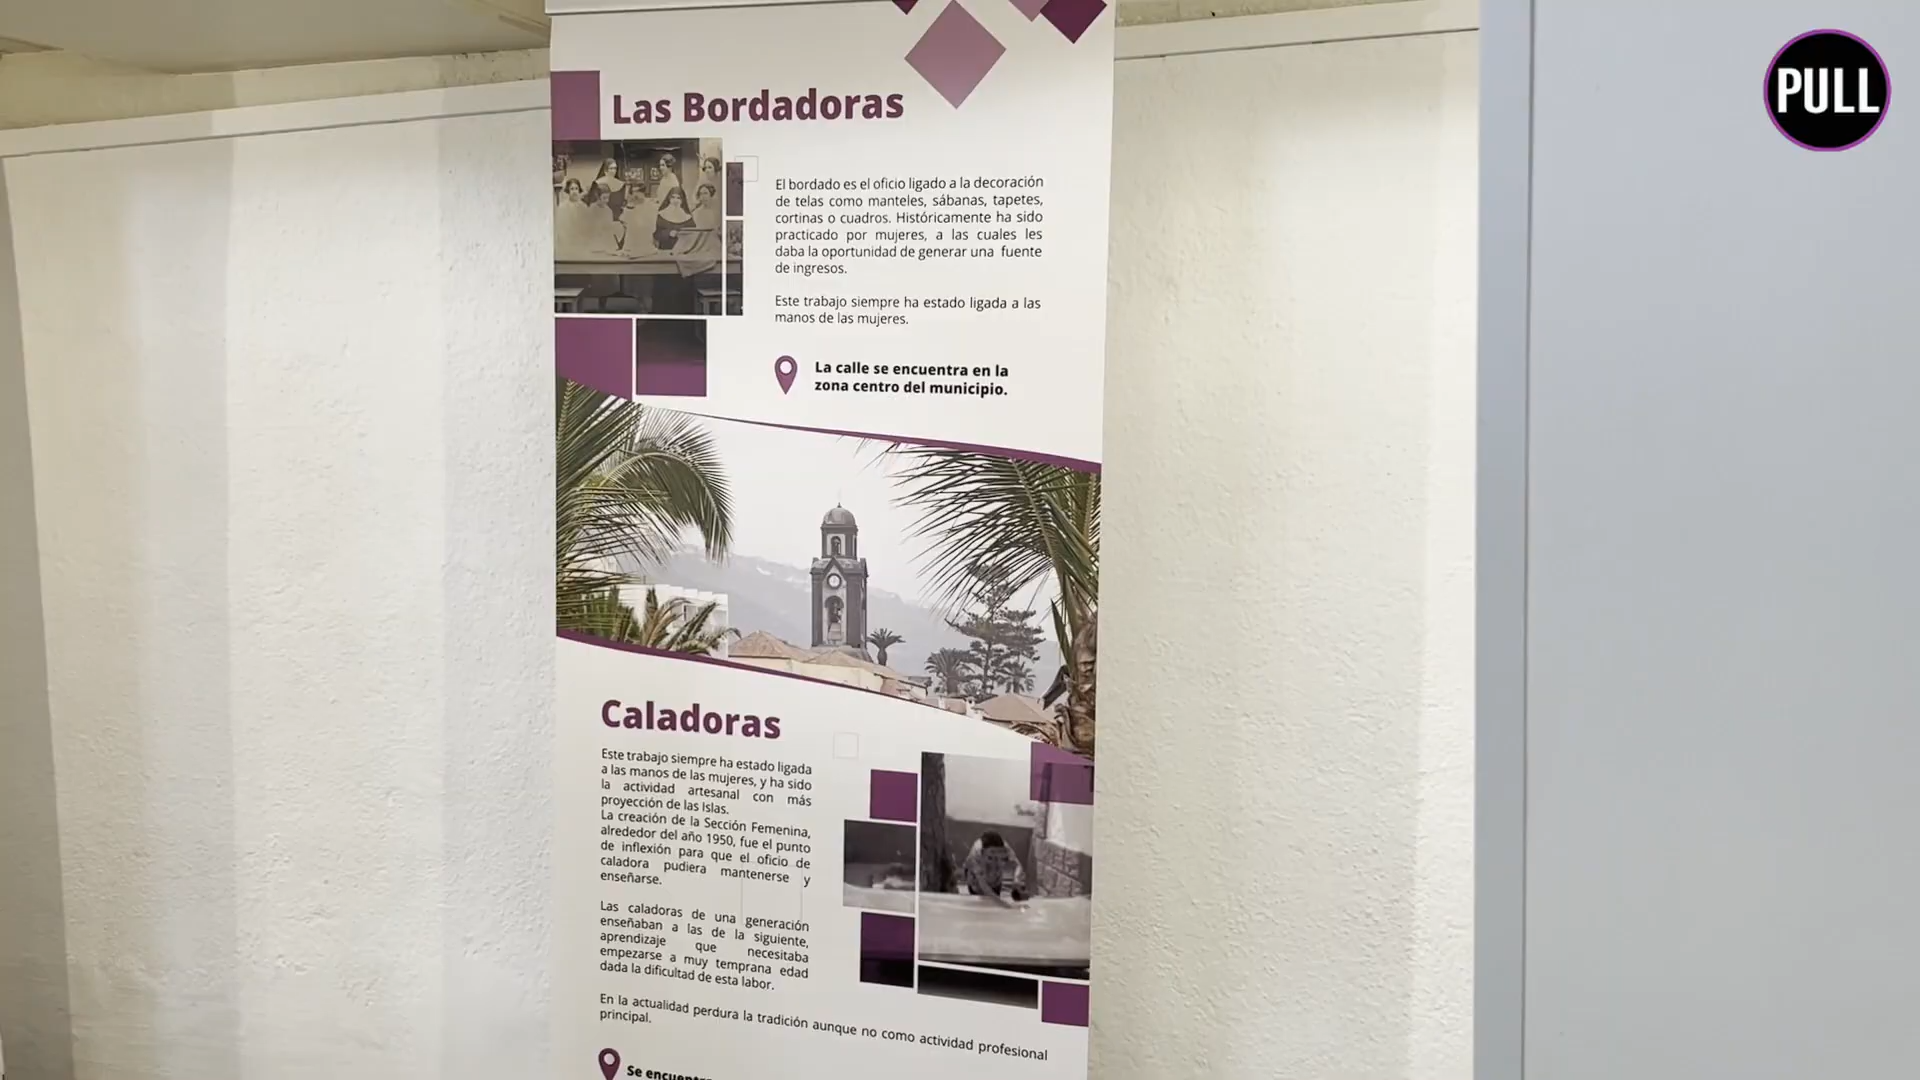 PULL
Las Bordadoras
El bordado es el oficio ligado a la decoración
de telas como manteles, sábanas, tapetes,
cortinas o cuadros. Históricamente ha sido
practicado por mujeres, a las cuales les
daba la oportunidad de generar una fuente
de ingresos.
Este trabajo siempre ha estado ligada a las
manos de las mujeres.
La calle se encuentra en la
zona centro del municipio.
Caladoras
Este trabajo siempre ha estado ligada
a las manos de las mujeres, y ha sido
la actividad artesanal con más
proyección de las Islas.
La creación de la Sección Femenina,
alrededor del año 1950, fue el punto
de inflexión para que el oficio de
caladora pudiera mantenerse y
enseñarse.
Las caladoras de una generación
enseñaban a las de la siguiente,
aprendizaje que necesitaba
empezarse a muy temprana edad
dada la dificultad de esta labor.
En la actualidad perdura la tradición aunque no como actividad profesional
principal.
Se